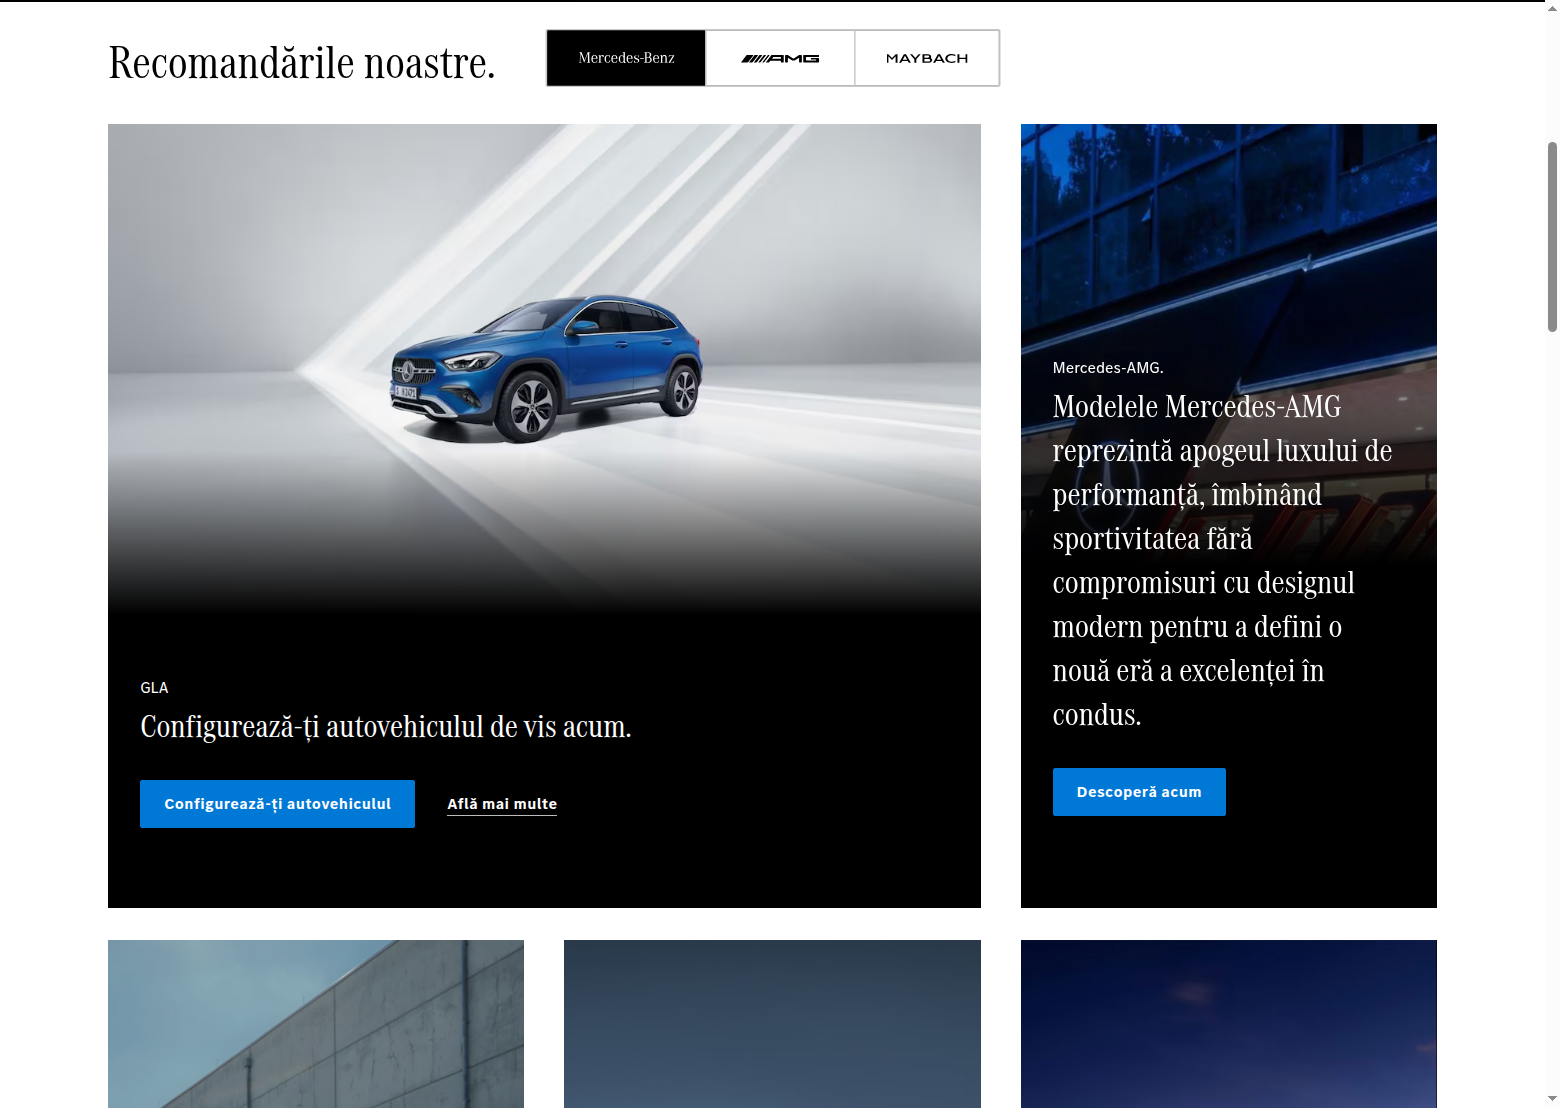 Recomandările noastre.
Mercedes-Benz
AMG
MAYBACH
GLA
Configurează-ți autovehiculul de vis acum.
Configurează-ți autovehiculul
Află mai multe
Mercedes-AMG.
Modelele Mercedes-AMG
reprezintă apogeul luxului de
performanță, îmbinând
sportivitatea fără
compromisuri cu designul
modern pentru a defini o
nouă eră a excelenței în
condus.
Descoperă acum